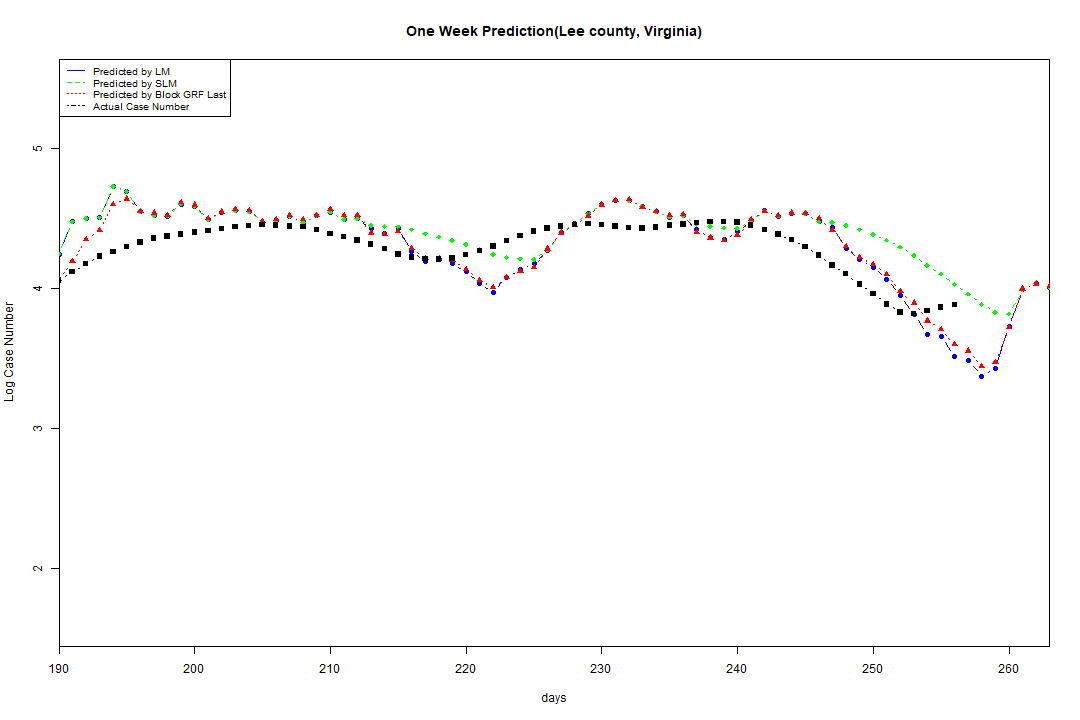 One Week Prediction(Lee county, Virginia)
Predicted by LM
Predicted by SLM
Predicted by Block GRF Last
Actual Case Number
5
4
3
2
Log Case Number
190 200 210 220 230 240 250 260
days